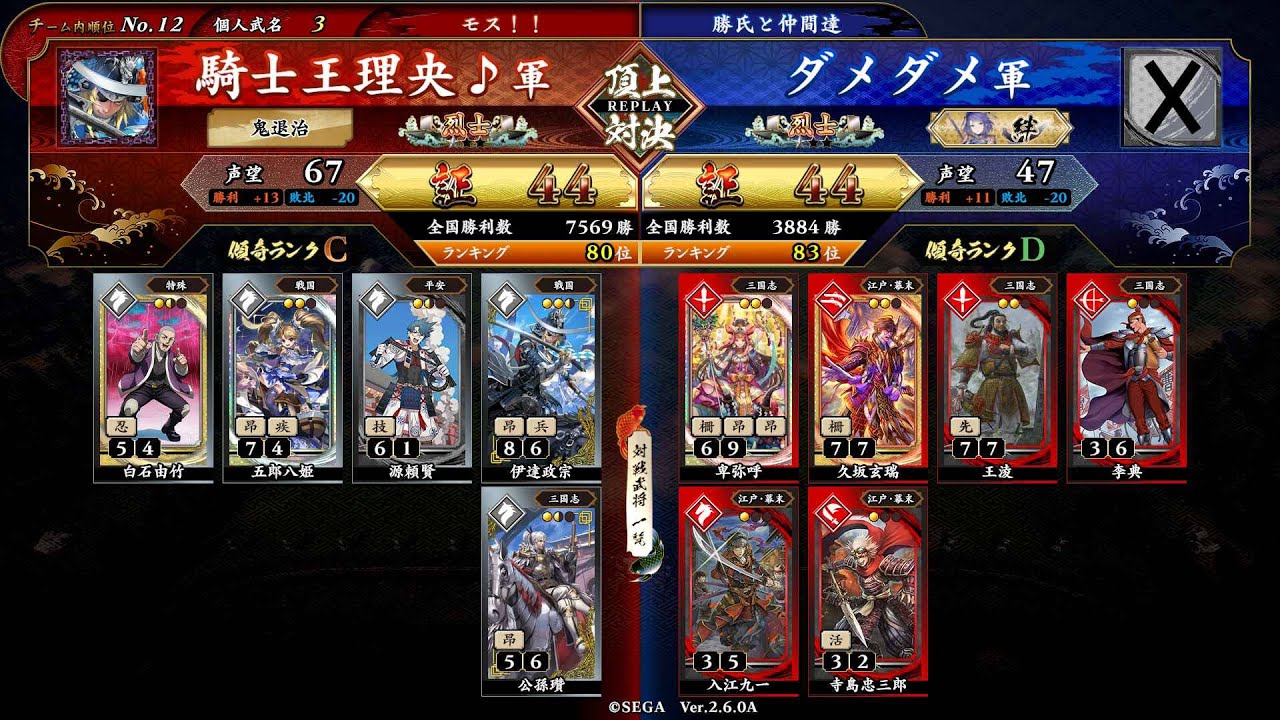 チーム内順位 No.12 個人武名 3 モス!! 勝氏と仲間達
騎士王理央♪軍 頂上 REPLAY 対決 ダメダメ軍
鬼退治 烈士 烈士 絆
声望 67 証 44 証 44 声望 47
勝利 +13 敗北 -20 勝利 +11 敗北 -20
全国勝利数 7569勝 全国勝利数 3884勝
ランキング 80位 ランキング 83位
傾奇ランクC 傾奇ランクD
特殊 戦国 平安 戦国 三国志 江戸・幕末 三国志 三国志
忍 昂 疾 技 昂 兵 柵 昂 昂 柵 先
5 4 7 4 6 1 8 6 6 9 7 7 7 7 3 6
白石由竹 五郎八姫 源頼賢 伊達政宗 卑弥呼 久坂玄瑞 王淩 李典
対戦武将一覧
三国志 江戸・幕末 江戸・幕末
昂 活
5 6 3 5 3 2
公孫瓚 入江九一 寺島忠三郎
©SEGA Ver.2.6.0A